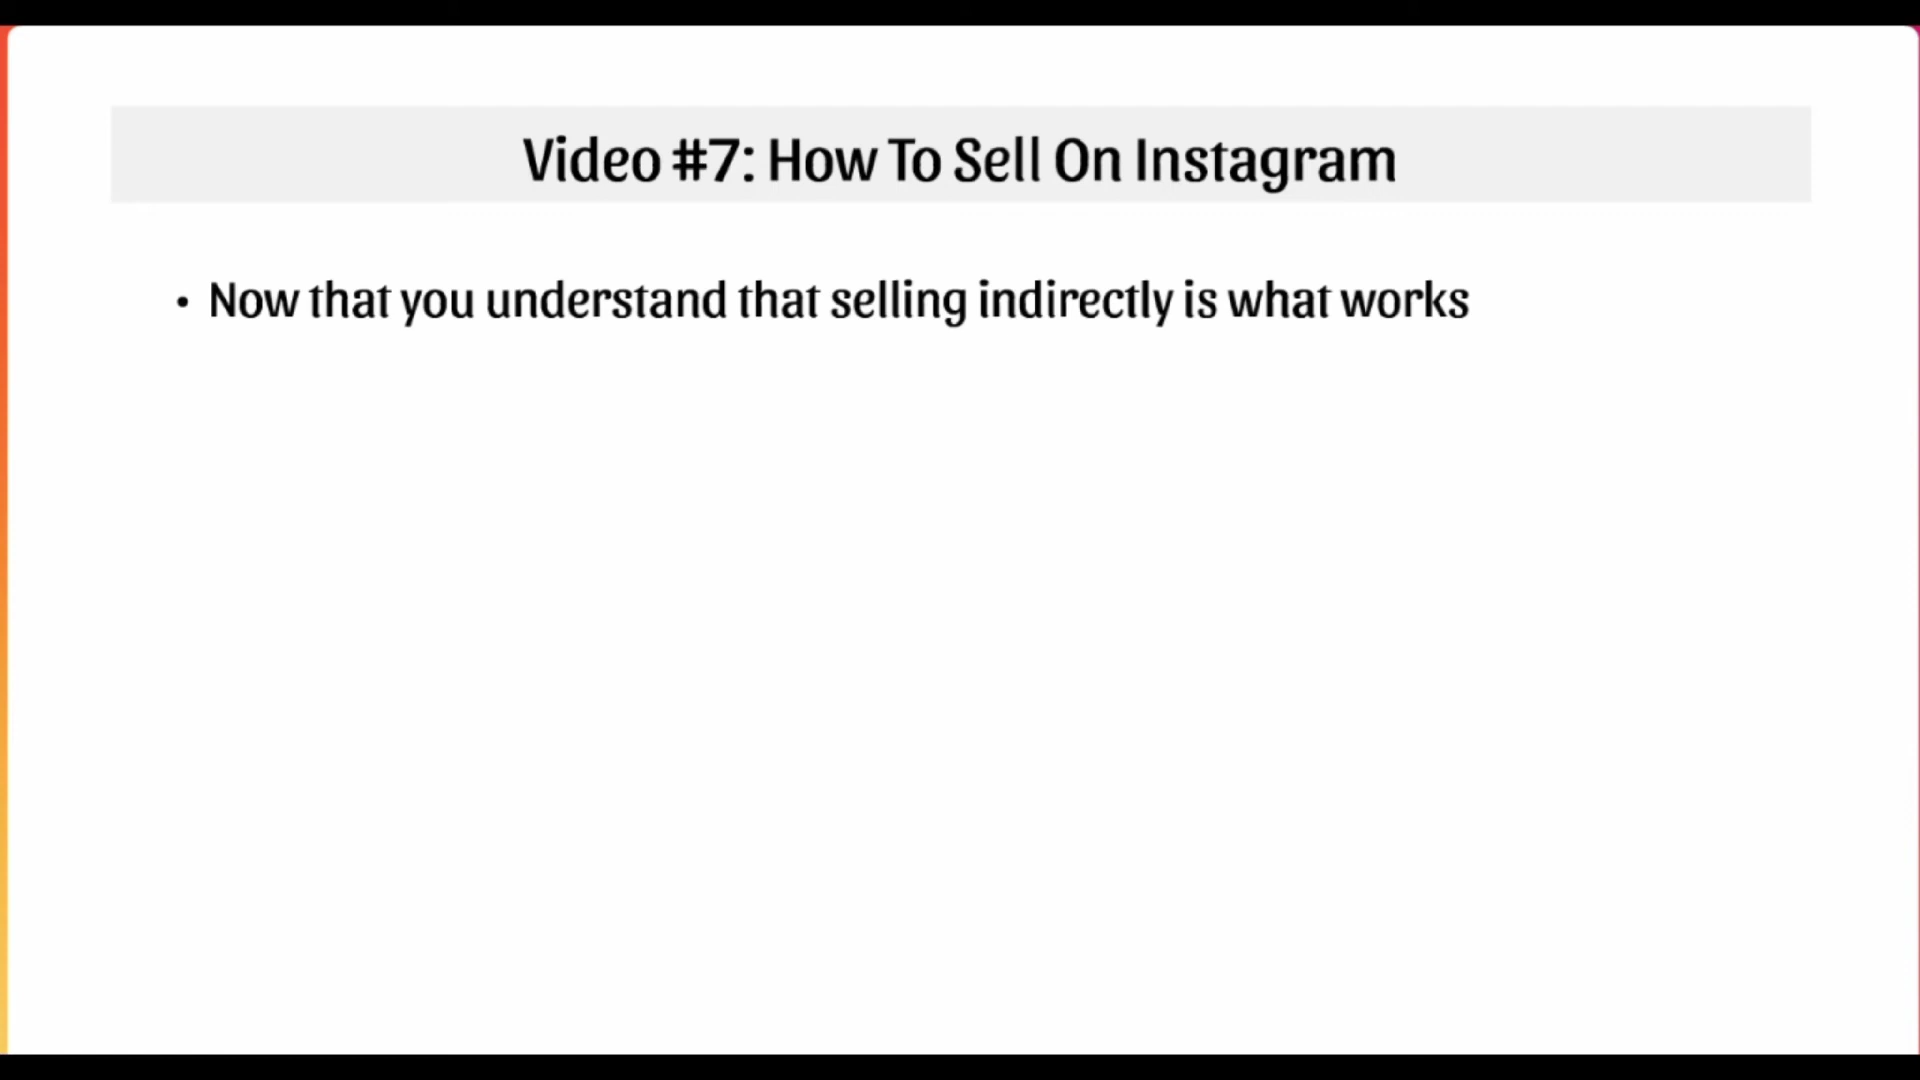 Video #7: How To Sell On Instagram
• Now that you understand that selling indirectly is what works